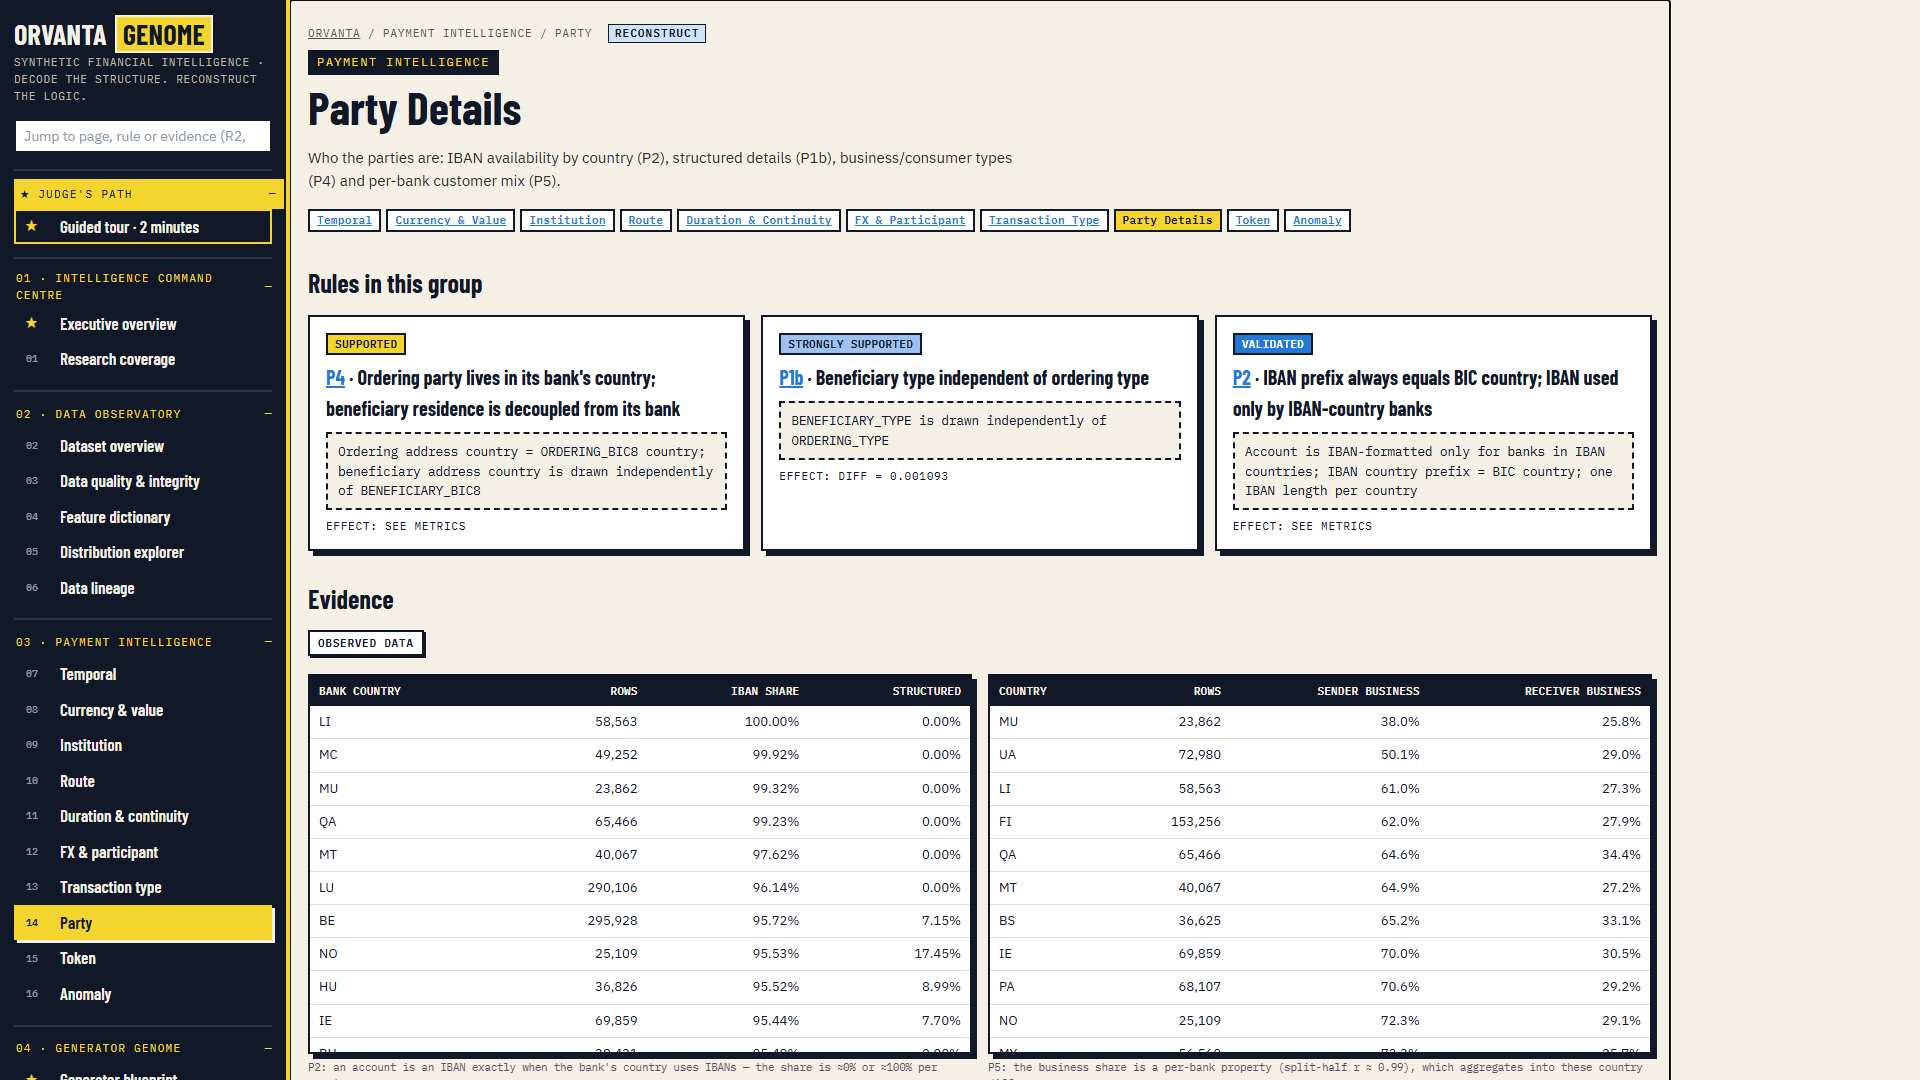 ORVANTA GENOME
SYNTHETIC FINANCIAL INTELLIGENCE ·
DECODE THE STRUCTURE. RECONSTRUCT
THE LOGIC.
Jump to page, rule or evidence (R2,
★ JUDGE'S PATH –
★ Guided tour · 2 minutes
01 · INTELLIGENCE COMMAND
CENTRE –
★ Executive overview
01 Research coverage
02 · DATA OBSERVATORY –
02 Dataset overview
03 Data quality & integrity
04 Feature dictionary
05 Distribution explorer
06 Data lineage
03 · PAYMENT INTELLIGENCE –
07 Temporal
08 Currency & value
09 Institution
10 Route
11 Duration & continuity
12 FX & participant
13 Transaction type
14 Party
15 Token
16 Anomaly
04 · GENERATOR GENOME –
★ Generator blueprint
ORVANTA / PAYMENT INTELLIGENCE / PARTY RECONSTRUCT
PAYMENT INTELLIGENCE
Party Details
Who the parties are: IBAN availability by country (P2), structured details (P1b), business/consumer types
(P4) and per-bank customer mix (P5).
Temporal Currency & Value Institution Route Duration & Continuity FX & Participant Transaction Type Party Details Token Anomaly
Rules in this group
SUPPORTED
P4 · Ordering party lives in its bank's country;
beneficiary residence is decoupled from its bank
Ordering address country = ORDERING_BIC8 country;
beneficiary address country is drawn independently
of BENEFICIARY_BIC8
EFFECT: SEE METRICS
STRONGLY SUPPORTED
P1b · Beneficiary type independent of ordering type
BENEFICIARY_TYPE is drawn independently of
ORDERING_TYPE
EFFECT: DIFF = 0.001093
VALIDATED
P2 · IBAN prefix always equals BIC country; IBAN used
only by IBAN-country banks
Account is IBAN-formatted only for banks in IBAN
countries; IBAN country prefix = BIC country; one
IBAN length per country
EFFECT: SEE METRICS
Evidence
OBSERVED DATA
BANK COUNTRY ROWS IBAN SHARE STRUCTURED
LI 58,563 100.00% 0.00%
MC 49,252 99.92% 0.00%
MU 23,862 99.32% 0.00%
QA 65,466 99.23% 0.00%
MT 40,067 97.62% 0.00%
LU 290,106 96.14% 0.00%
BE 295,928 95.72% 7.15%
NO 25,109 95.53% 17.45%
HU 36,826 95.52% 8.99%
IE 69,859 95.44% 7.70%
P2: an account is an IBAN exactly when the bank's country uses IBANs — the share is ≈0% or ≈100% per
COUNTRY ROWS SENDER BUSINESS RECEIVER BUSINESS
MU 23,862 38.0% 25.8%
UA 72,980 50.1% 29.0%
LI 58,563 61.0% 27.3%
FI 153,256 62.0% 27.9%
QA 65,466 64.6% 34.4%
MT 40,067 64.9% 27.2%
BS 36,625 65.2% 33.1%
IE 69,859 70.0% 30.5%
PA 68,107 70.6% 29.2%
NO 25,109 72.3% 29.1%
P5: the business share is a per-bank property (split-half r ≈ 0.99), which aggregates into these country